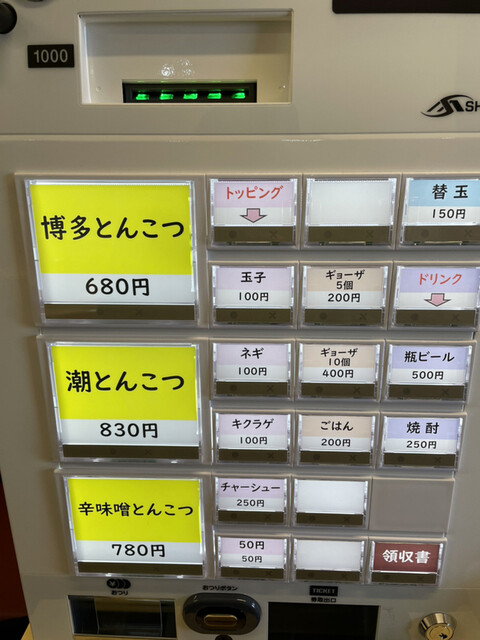 1000
SH
博多とんこつ
680円
トッピング
替玉
150円
玉子
100円
ギョーザ
5個
200円
ドリンク
潮とんこつ
830円
ネギ
100円
ギョーザ
10個
400円
瓶ビール
500円
キクラゲ
100円
ごはん
200円
焼酎
250円
辛味噌とんこつ
780円
チャーシュー
250円
50円
50円
領収書
おつり
おつりボタン
TICKET
券取出口